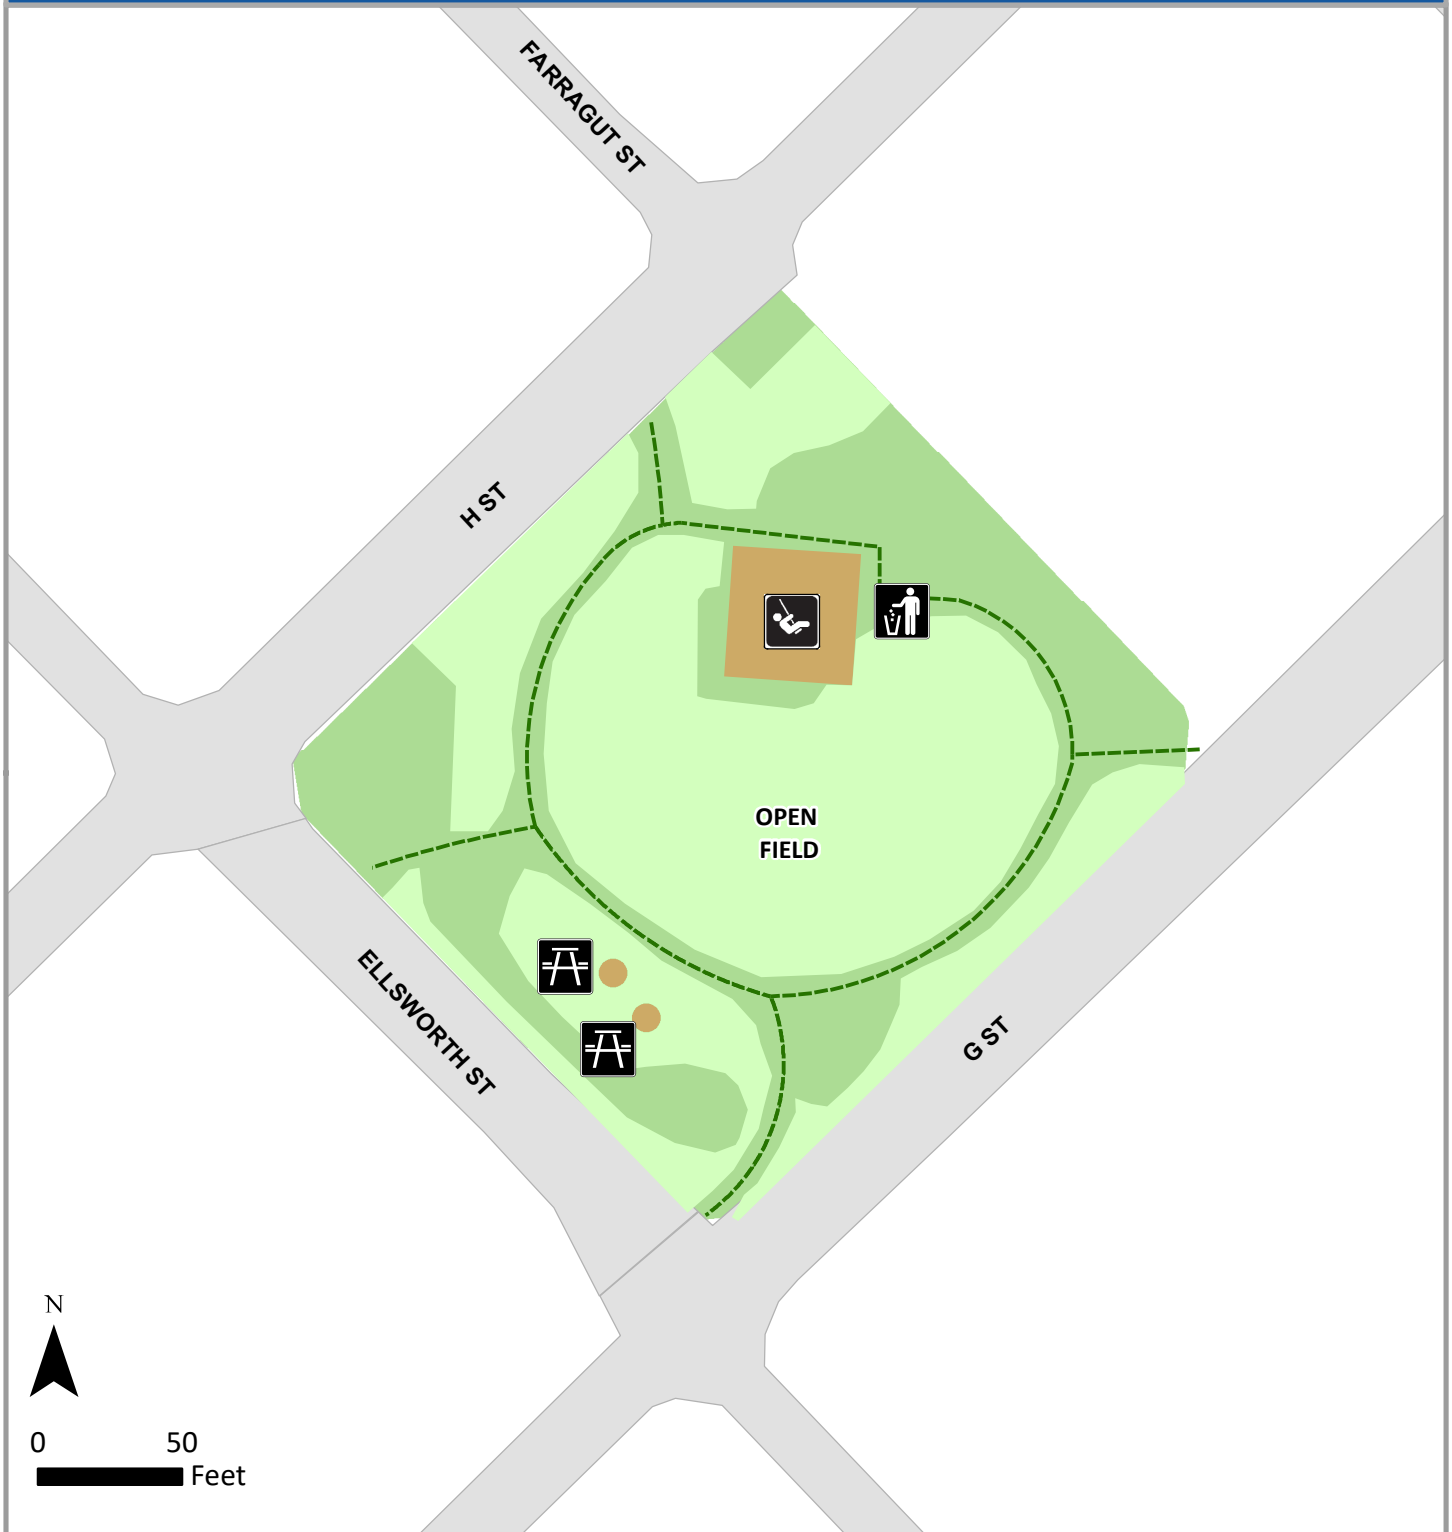 FARRAGUT ST
H ST
OPEN
FIELD
ELLSWORTH ST
G ST
N
0 50
Feet